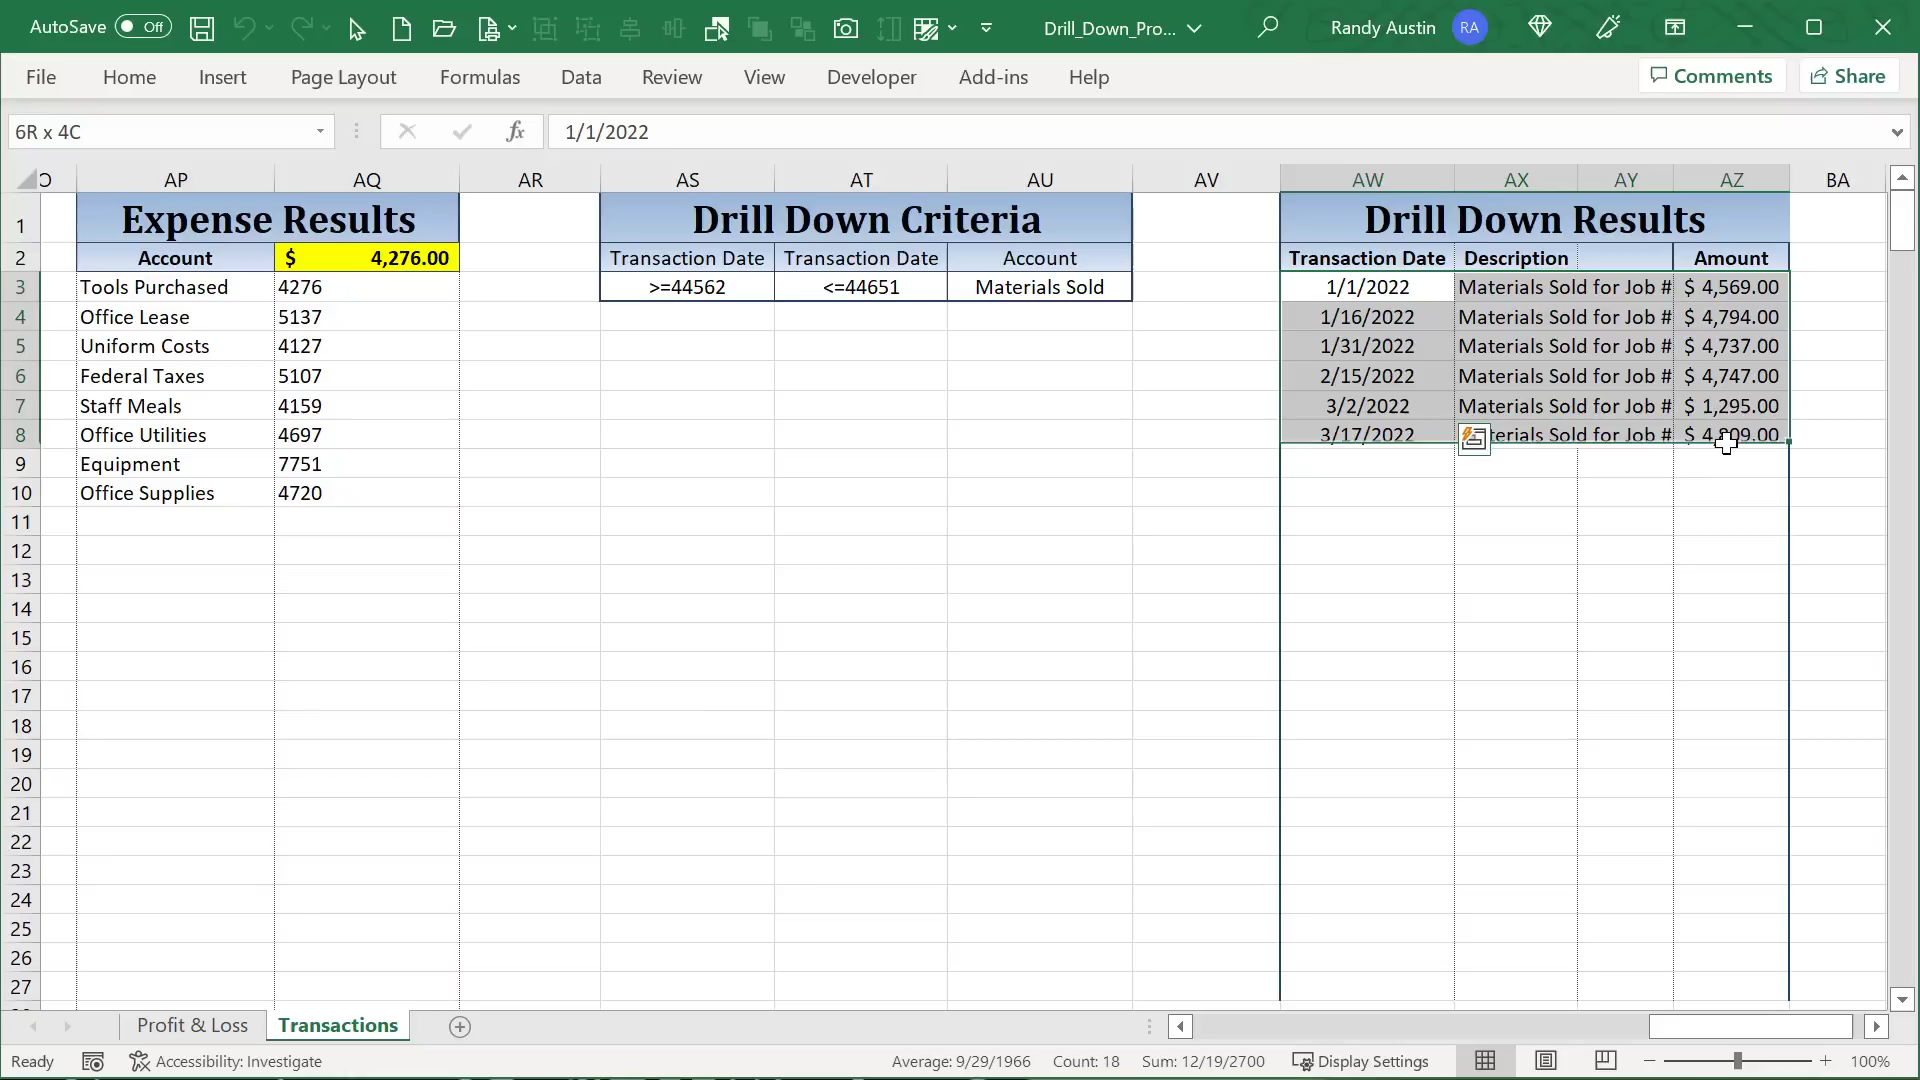 AutoSave Off Drill_Down_Pro... Randy Austin RA
File Home Insert Page Layout Formulas Data Review View Developer Add-ins Help Comments Share
6R x 4C fx 1/1/2022
O AP AQ AR AS AT AU AV AW AX AY AZ BA
1 Expense Results Drill Down Criteria Drill Down Results
2 Account $ 4,276.00 Transaction Date Transaction Date Account Transaction Date Description Amount
3 Tools Purchased 4276 >=44562 <=44651 Materials Sold 1/1/2022 Materials Sold for Job # $ 4,569.00
4 Office Lease 5137 1/16/2022 Materials Sold for Job # $ 4,794.00
5 Uniform Costs 4127 1/31/2022 Materials Sold for Job # $ 4,737.00
6 Federal Taxes 5107 2/15/2022 Materials Sold for Job # $ 4,747.00
7 Staff Meals 4159 3/2/2022 Materials Sold for Job # $ 1,295.00
8 Office Utilities 4697 3/17/2022 Sold for Job #
9 Equipment 7751
10 Office Supplies 4720
11
12
13
14
15
16
17
18
19
20
21
22
23
24
25
26
27
Profit & Loss Transactions
Ready Accessibility: Investigate Average: 9/29/1966 Count: 18 Sum: 12/19/2700 Display Settings 100%